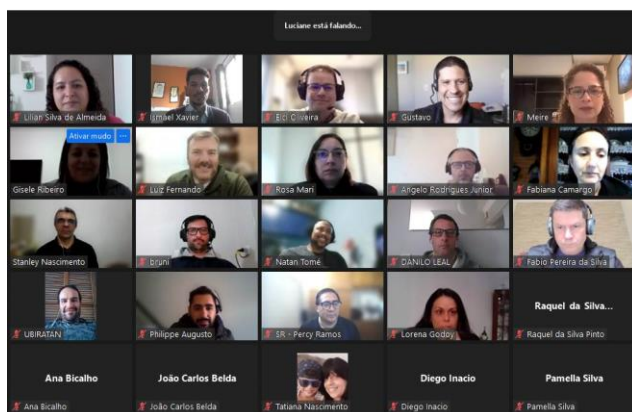 Luciane está falando...
Lilian Silva de Almeida
Ismael Xavier
Elci Oliveira
Gustavo
Meire
Ativar mudo ...
Gisele Ribeiro
Luiz Fernando
Rosa Mari
Angelo Rodrigues Junior
Fabiana Camargo
Stanley Nascimento
bruni
Natan Tomé
DANILO LEAL
Fabio Pereira da Silva
UBIRATAN
Philippe Augusto
SR - Percy Ramos
Lorena Godoy
Raquel da Silva...
Raquel da Silva Pinto
Ana Bicalho
João Carlos Belda
Diego Inacio
Pamella Silva
Ana Bicalho
João Carlos Belda
Tatiana Nascimento
Diego Inacio
Pamella Silva